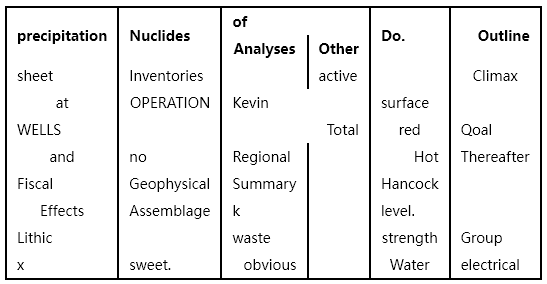 precipitation Nuclides of Analyses Other Do. Outline
sheet Inventories active Climax
at OPERATION Kevin surface
WELLS Total red Qoal
and no Regional Hot Thereafter
Fiscal Geophysical Summary Hancock
Effects Assemblage k level.
Lithic waste strength Group
x sweet. obvious Water electrical